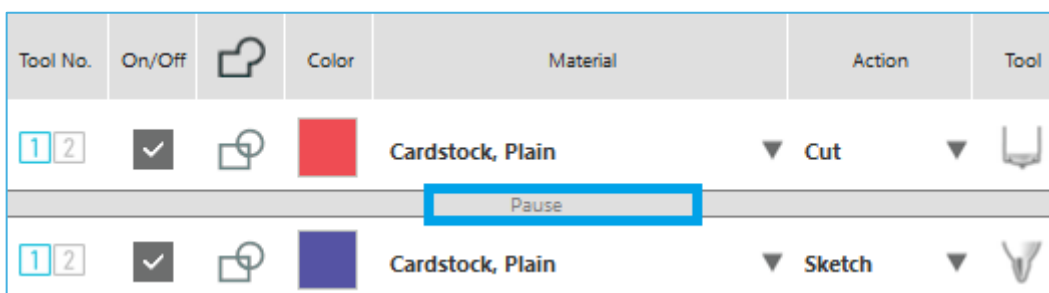 Tool No. On/Off Color Material Action Tool
1 2 Cardstock, Plain Cut
Pause
1 2 Cardstock, Plain Sketch